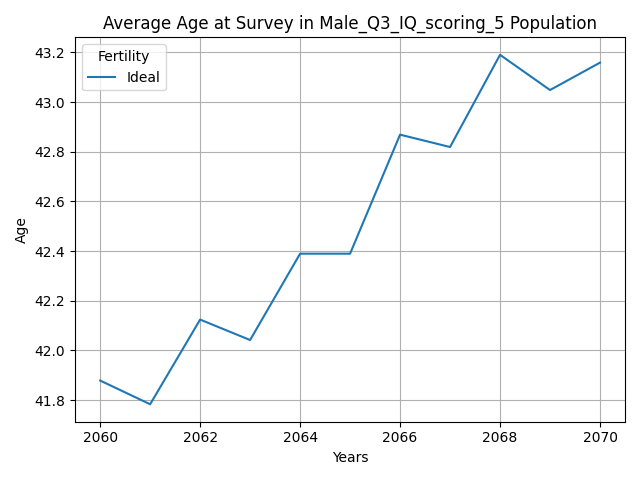 Average Age at Survey in Male_Q3_IQ_scoring_5 Population
Fertility
Ideal
Age
43.2
43.0
42.8
42.6
42.4
42.2
42.0
41.8
2060 2062 2064 2066 2068 2070
Years